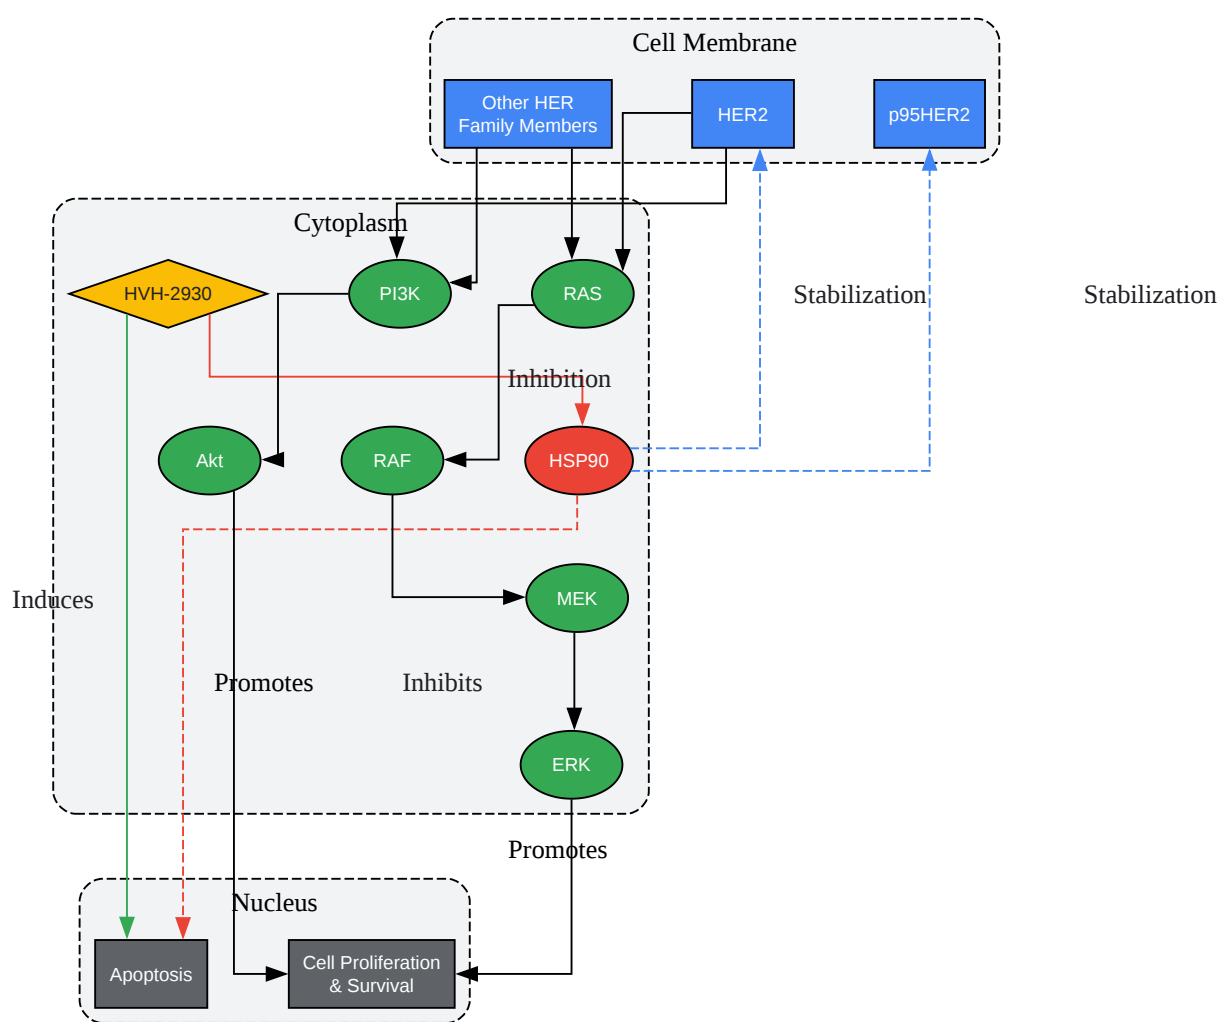 Cell Membrane
Other HER
Family Members
HER2
p95HER2
Cytoplasm
HVH-2930
PI3K
RAS
Stabilization
Stabilization
Inhibition
Akt
RAF
HSP90
Induces
MEK
Promotes
Inhibits
ERK
Promotes
Nucleus
Apoptosis
Cell Proliferation
& Survival